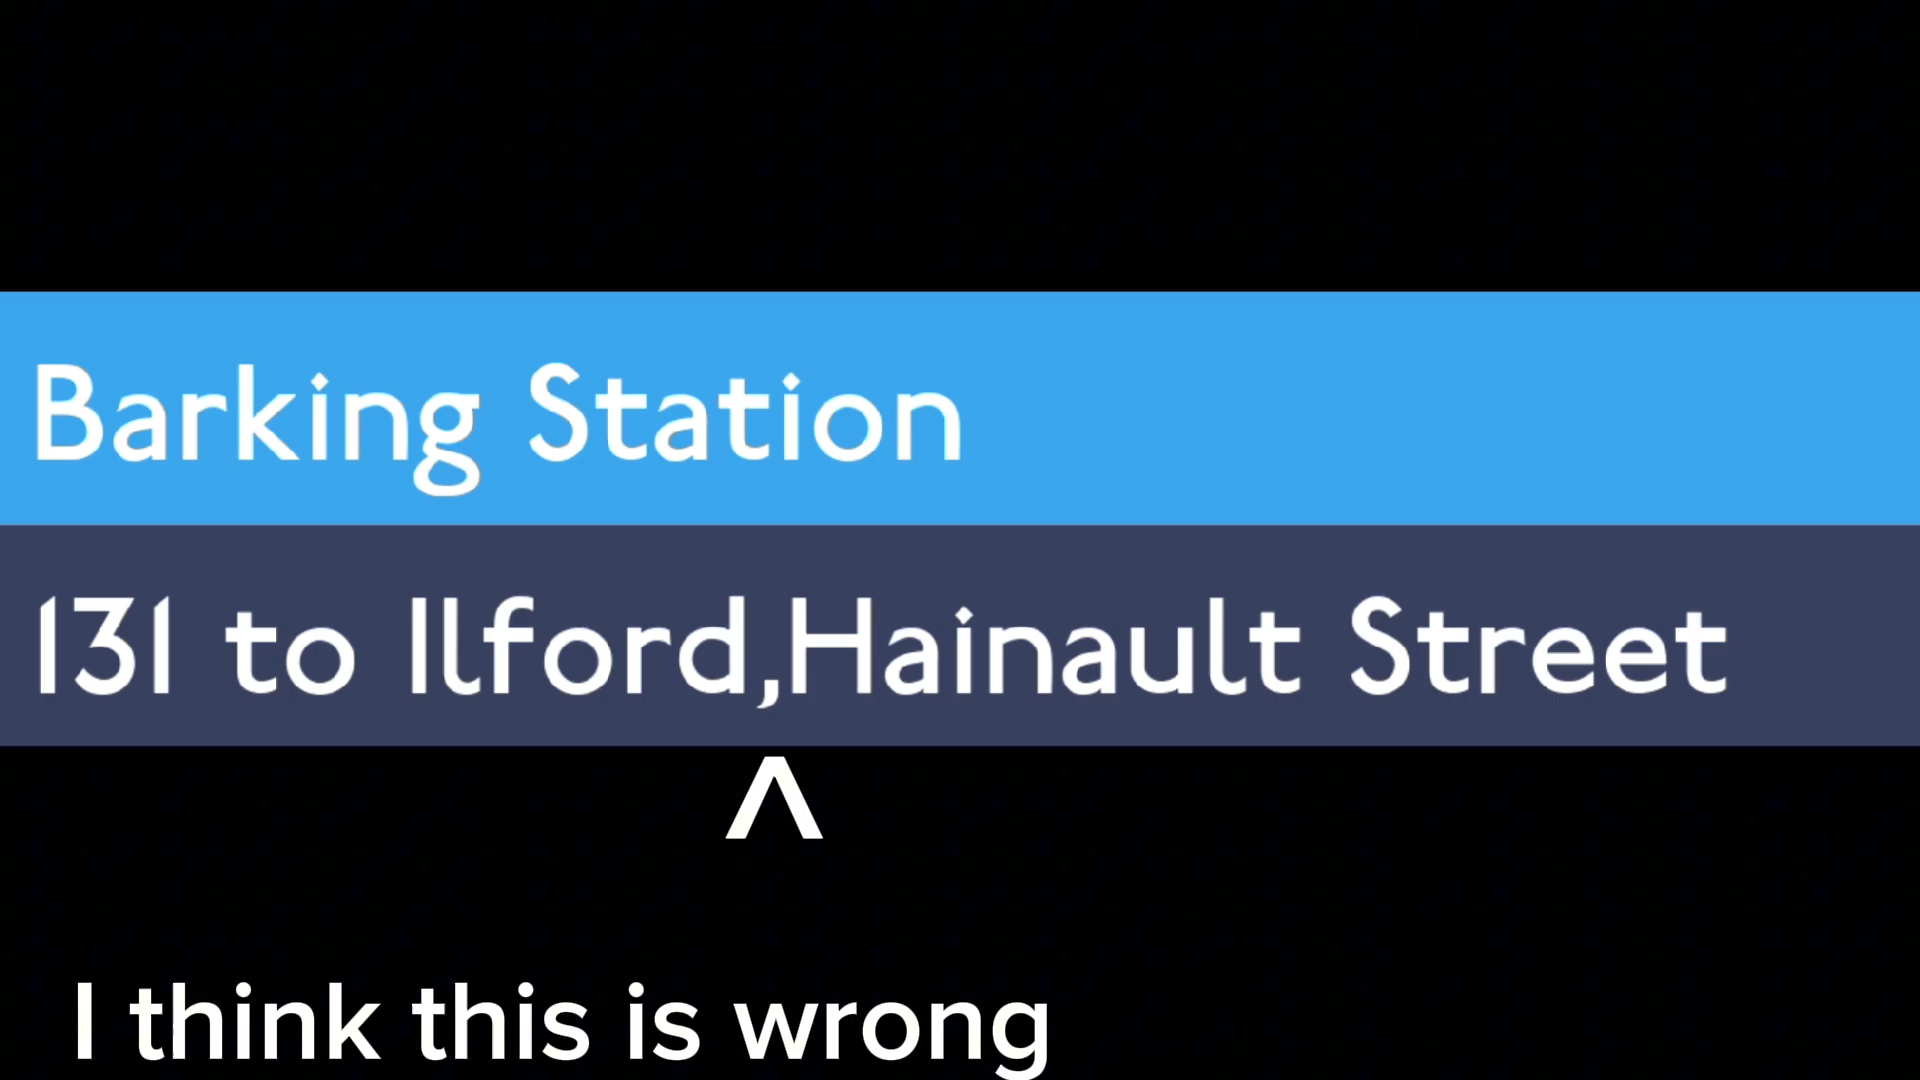 Barking Station
131 to Ilford,Hainault Street
^
I think this is wrong